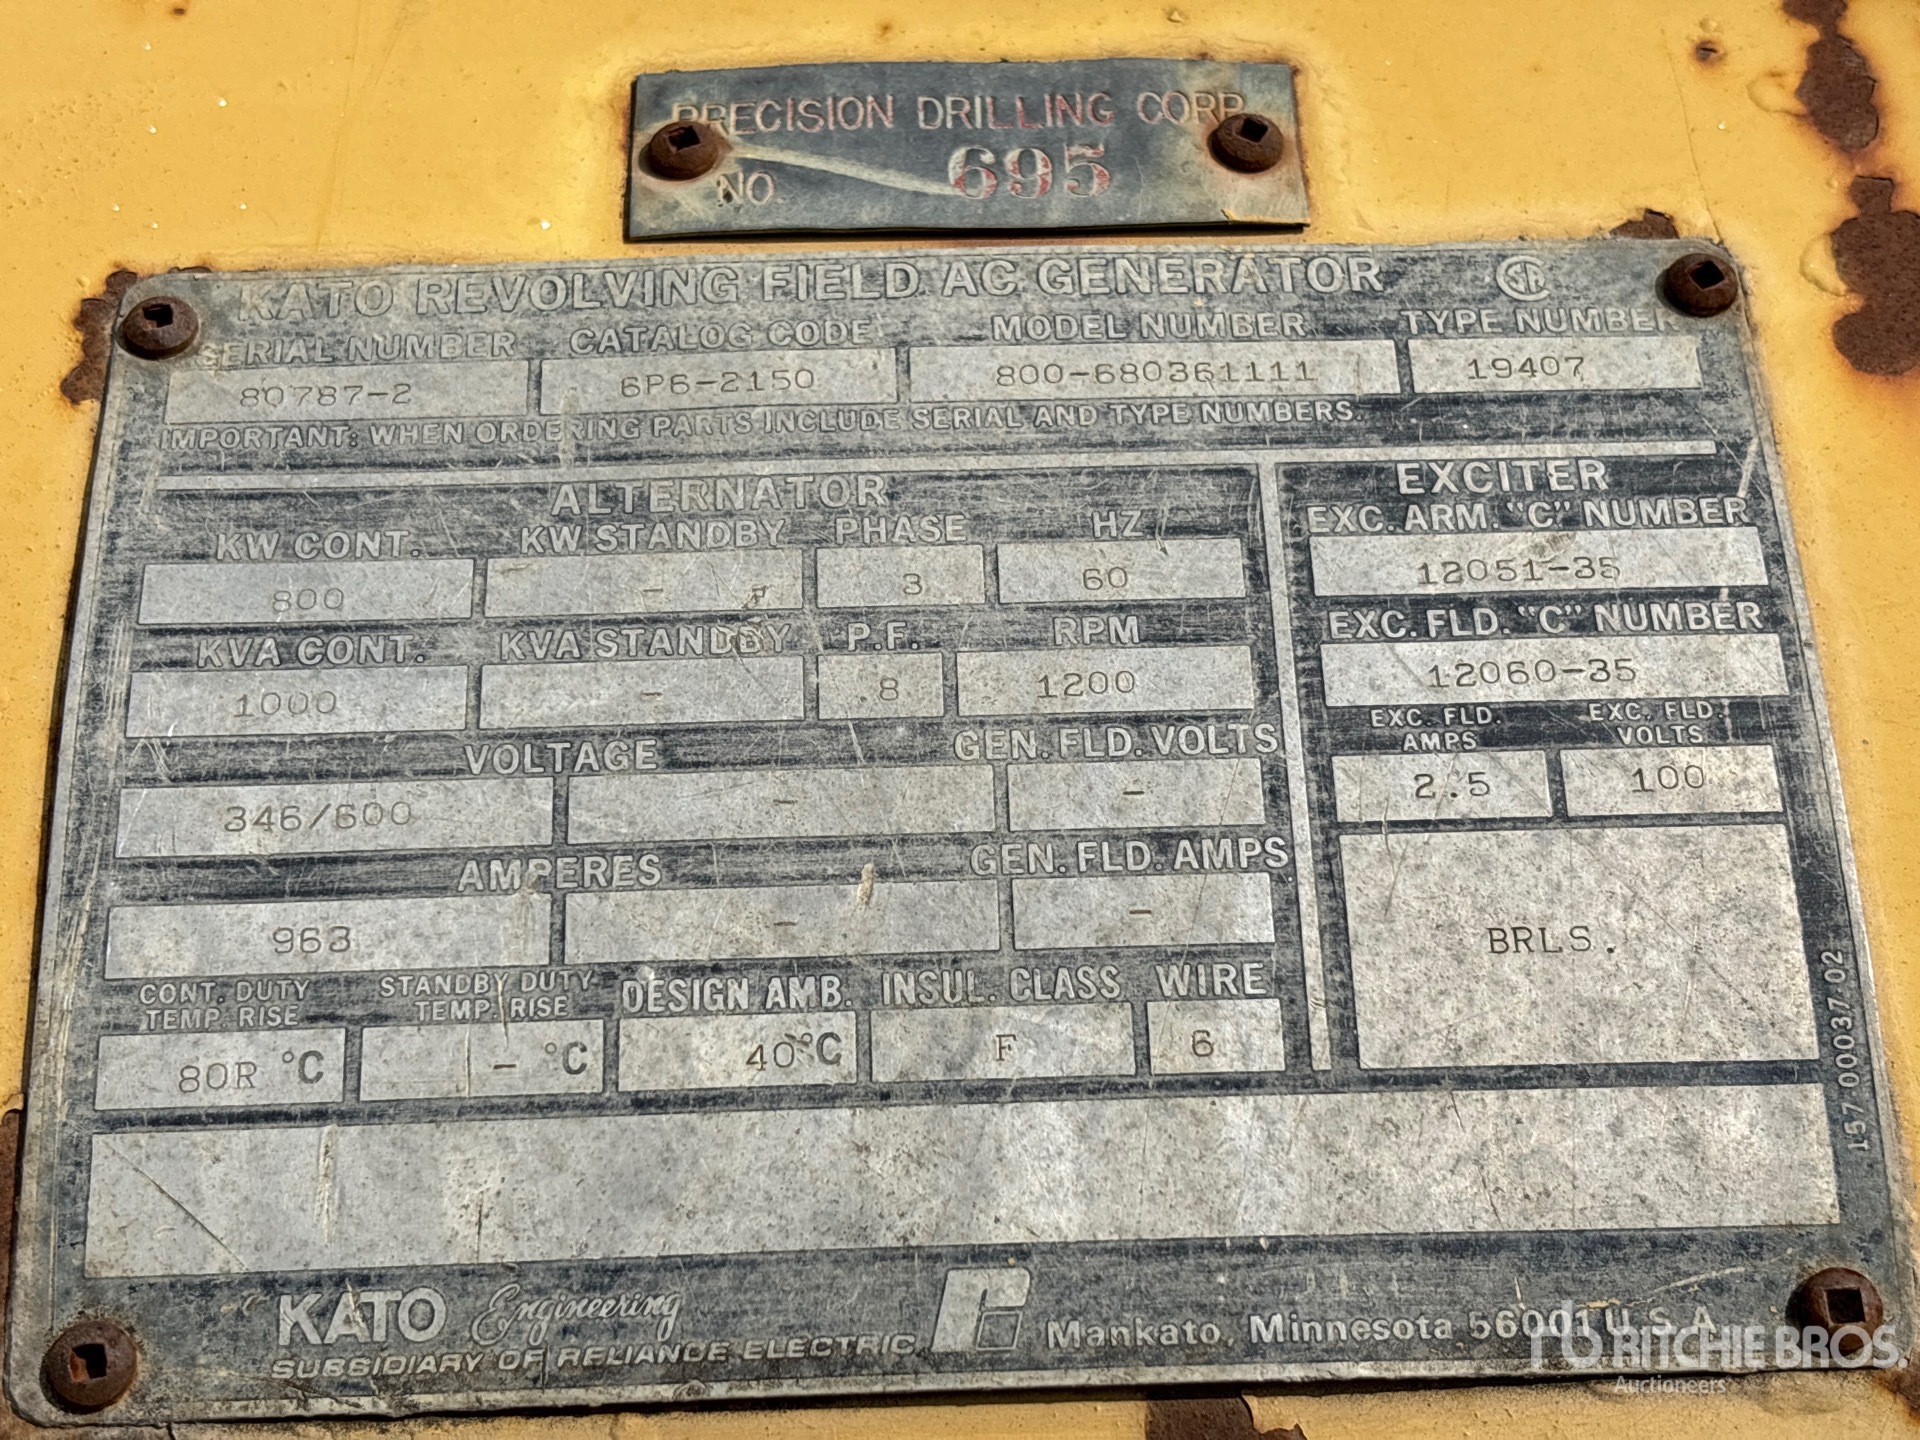 PRECISION DRILLING CORP.
NO. 695
KATO REVOLVING FIELD AC GENERATOR
SERIAL NUMBER CATALOG CODE MODEL NUMBER TYPE NUMBER
80787-2 6P6-2150 800-680361111 19407
IMPORTANT: WHEN ORDERING PARTS INCLUDE SERIAL AND TYPE NUMBERS.
ALTERNATOR
KW CONT. KW STANDBY PHASE HZ
800 - 3 60
KVA CONT. KVA STANDBY P.F. RPM
1000 - .8 1200
VOLTAGE GEN. FLD. VOLTS
346/600 - -
AMPERES GEN. FLD. AMPS
963 - -
CONT. DUTY TEMP. RISE STANDBY DUTY TEMP. RISE DESIGN AMB. INSUL. CLASS WIRE
80R °C - °C 40°C F 6
EXCITER
EXC. ARM. "C" NUMBER
12051-35
EXC. FLD. "C" NUMBER
12060-35
EXC. FLD. AMPS EXC. FLD. VOLTS
2.5 100
BRLS.
157 00037 02
KATO Engineering
SUBSIDIARY OF RELIANCE ELECTRIC
Mankato, Minnesota 56001 U.S.A.
RITCHIE BROS.
Auctioneers